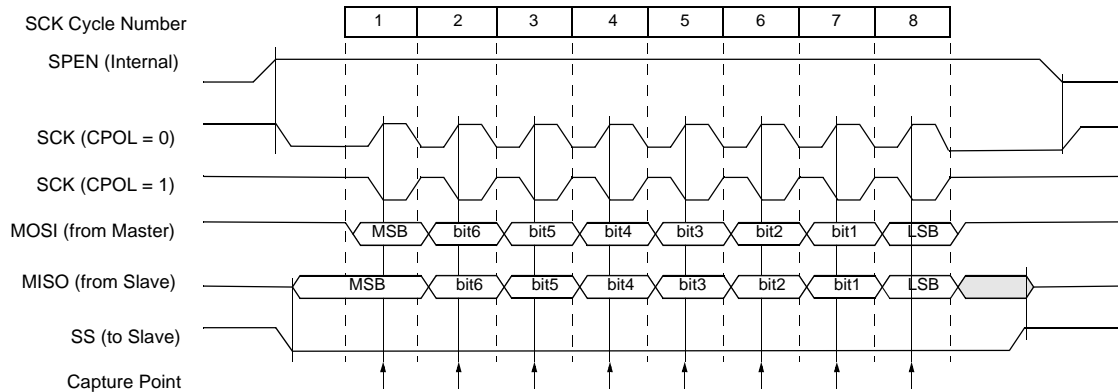 SCK Cycle Number 1 2 3 4 5 6 7 8
SPEN (Internal)
SCK (CPOL = 0)
SCK (CPOL = 1)
MOSI (from Master) MSB bit6 bit5 bit4 bit3 bit2 bit1 LSB
MISO (from Slave) MSB bit6 bit5 bit4 bit3 bit2 bit1 LSB
SS (to Slave)
Capture Point